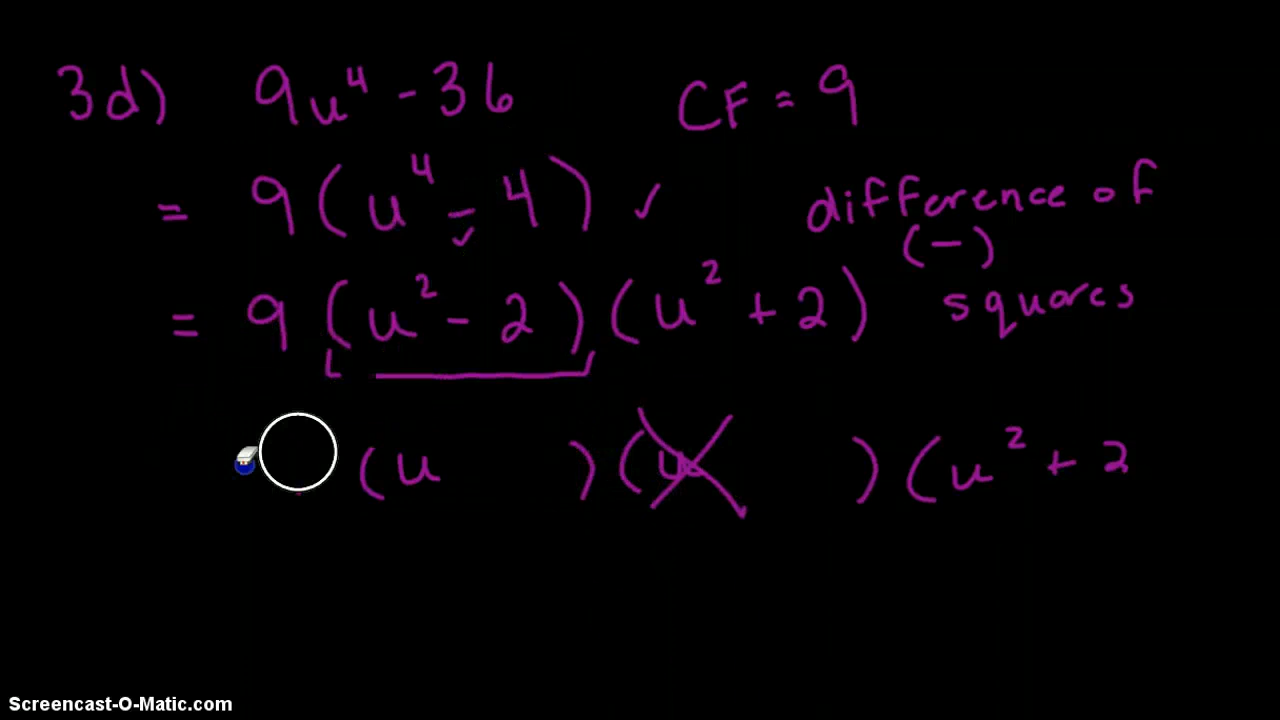 3d) 9u⁴ - 36 CF = 9
= 9(u⁴ - 4) ✓ difference of
(-)
= 9(u² - 2)(u² + 2) squares
(u )(u )(u² + 2
Screencast-O-Matic.com